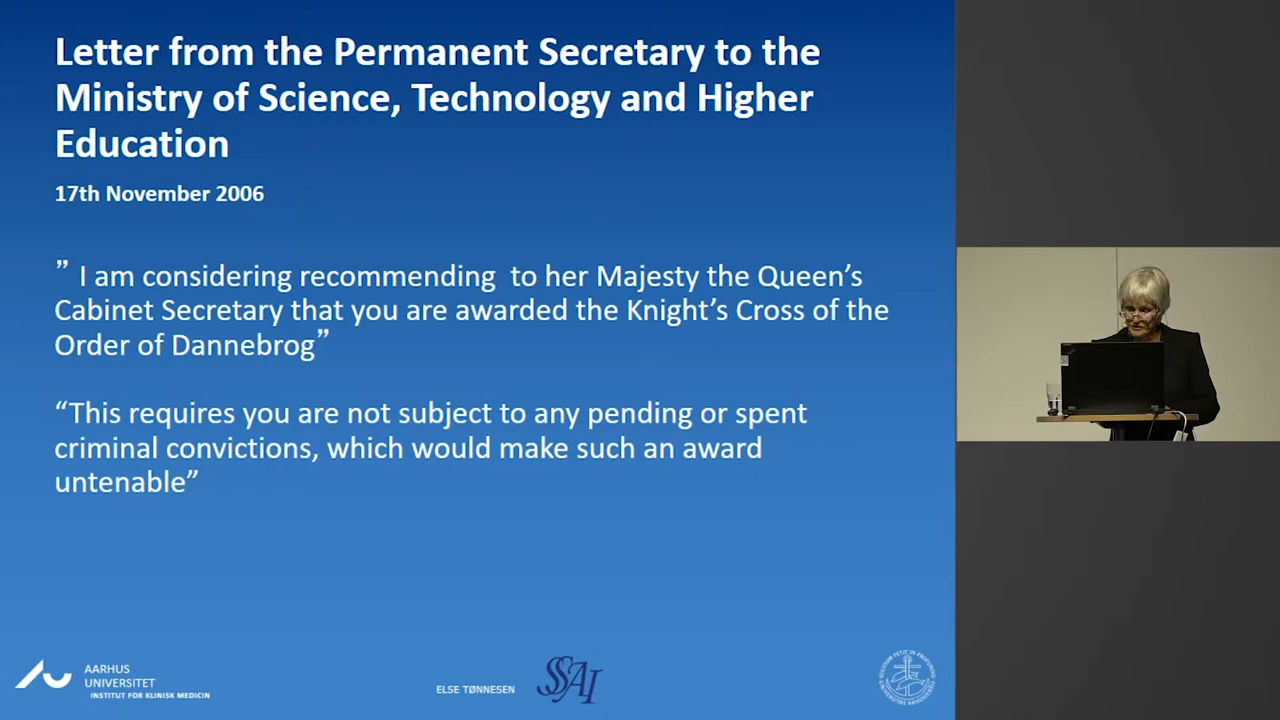 Letter from the Permanent Secretary to the
Ministry of Science, Technology and Higher
Education
17th November 2006
” I am considering recommending  to her Majesty the Queen’s
Cabinet Secretary that you are awarded the Knight’s Cross of the
Order of Dannebrog”
“This requires you are not subject to any pending or spent
criminal convictions, which would make such an award
untenable”
AARHUS
UNIVERSITET
INSTITUT FOR KLINISK MEDICIN
ELSE TØNNESEN
SSAI